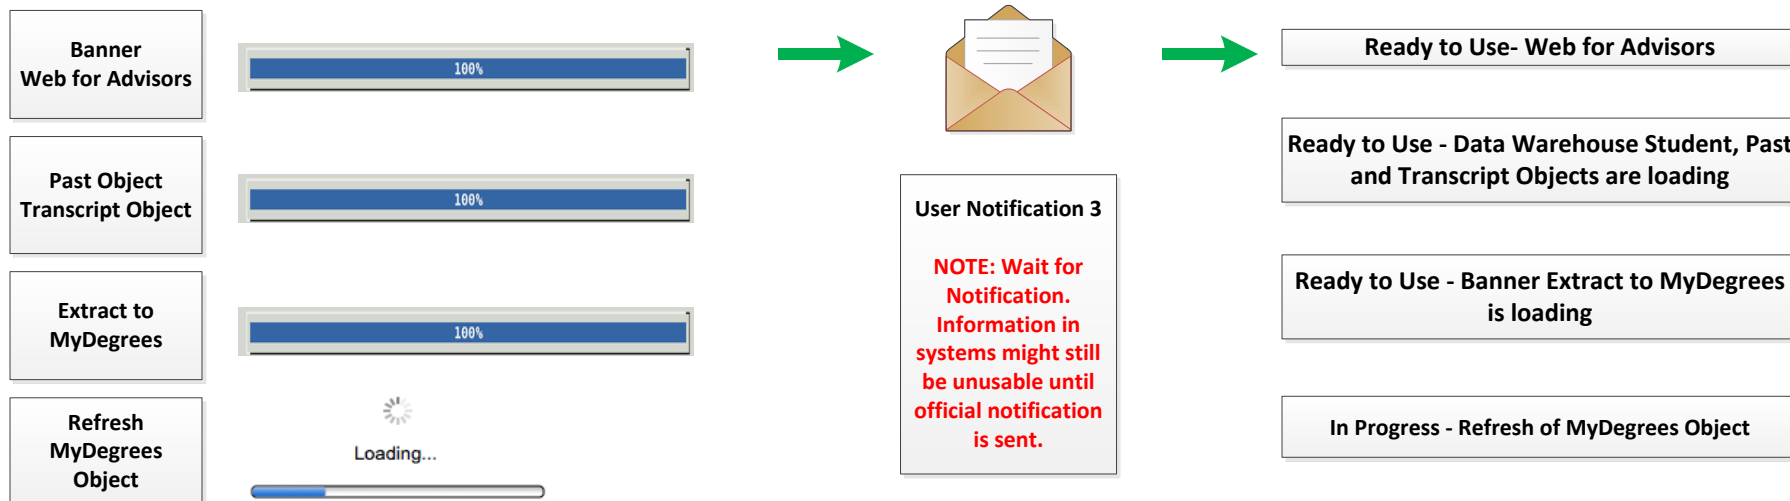 Banner
Web for Advisors
100%
Past Object
Transcript Object
100%
Extract to
MyDegrees
100%
Refresh
MyDegrees
Object
Loading...
User Notification 3
NOTE: Wait for
Notification.
Information in
systems might still
be unusable until
official notification
is sent.
Ready to Use- Web for Advisors
Ready to Use - Data Warehouse Student, Past
and Transcript Objects are loading
Ready to Use - Banner Extract to MyDegrees
is loading
In Progress - Refresh of MyDegrees Object